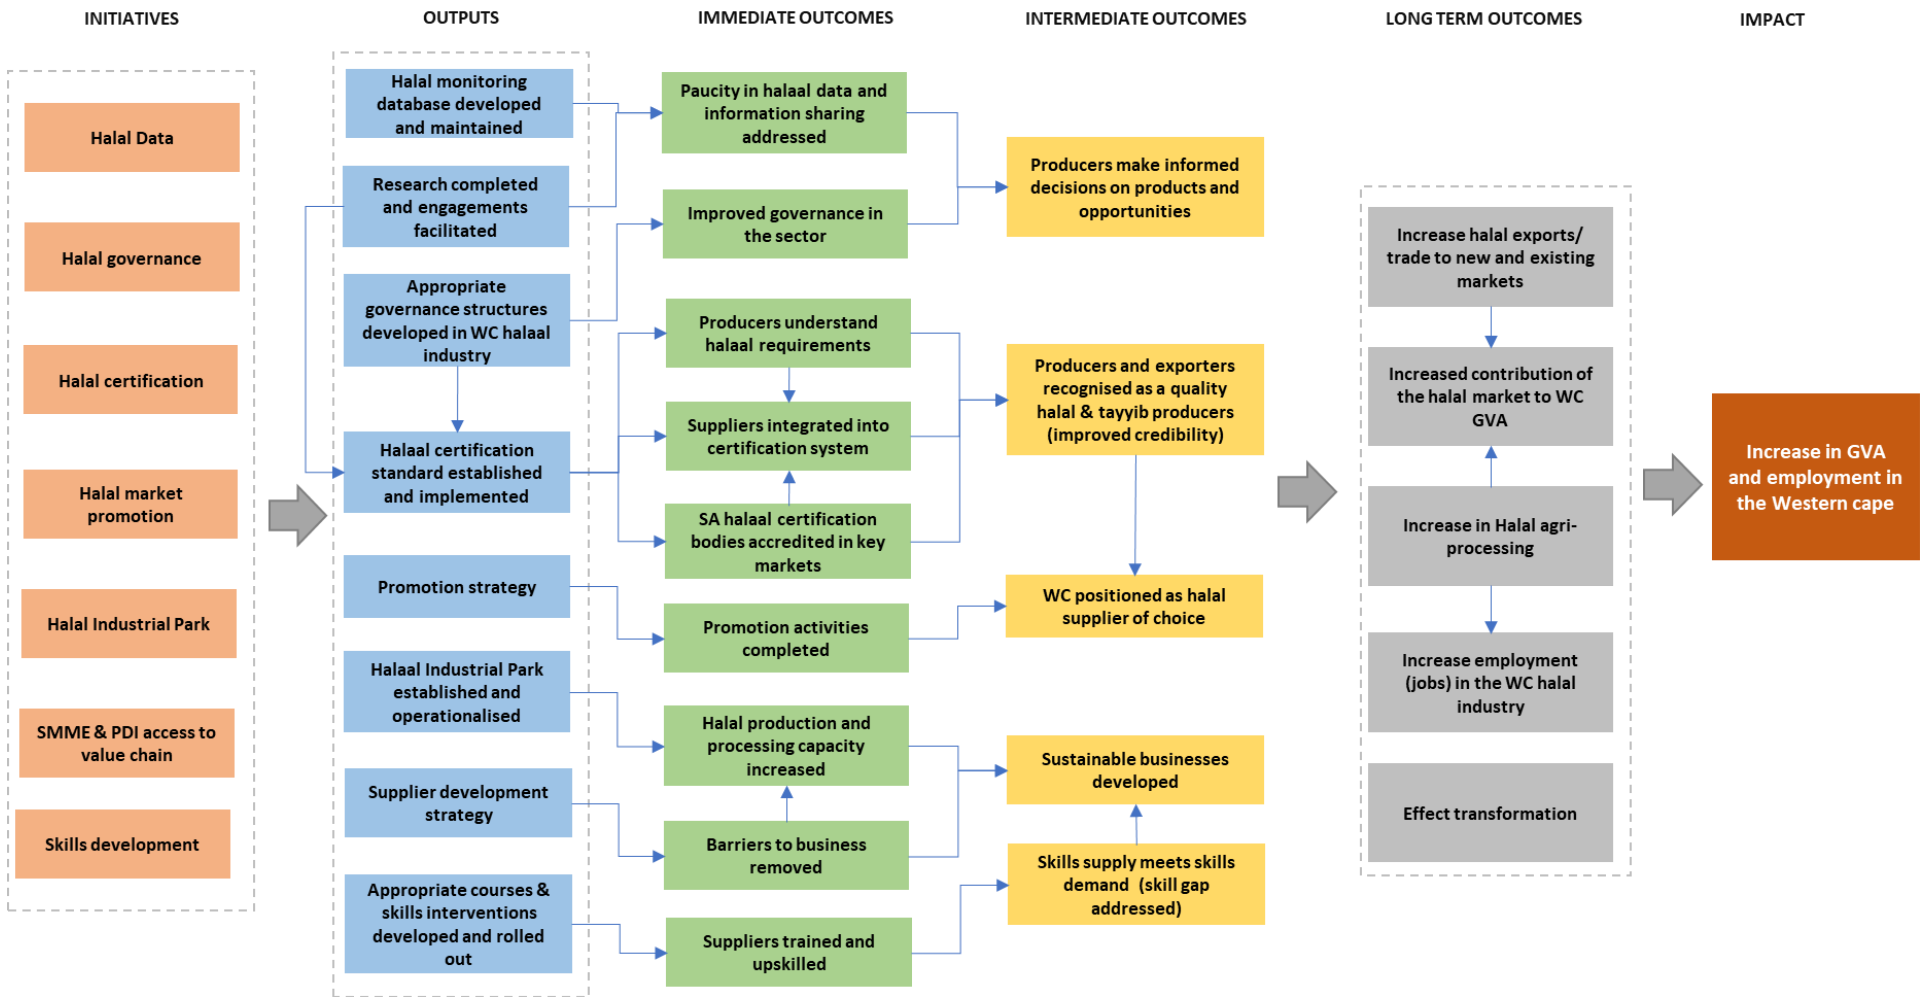 INITIATIVES
OUTPUTS
IMMEDIATE OUTCOMES
INTERMEDIATE OUTCOMES
LONG TERM OUTCOMES
IMPACT
Halal Data
Halal governance
Halal certification
Halal market
promotion
Halal Industrial Park
SMME & PDI access to
value chain
Skills development
Halal monitoring
database developed
and maintained
Research completed
and engagements
facilitated
Appropriate
governance structures
developed in WC halaal
industry
Halaal certification
standard established
and implemented
Promotion strategy
Halaal Industrial Park
established and
operationalised
Supplier development
strategy
Appropriate courses &
skills interventions
developed and rolled
out
Paucity in halaal data and
information sharing
addressed
Improved governance in
the sector
Producers understand
halaal requirements
Suppliers integrated into
certification system
SA halaal certification
bodies accredited in key
markets
Promotion activities
completed
Halal production and
processing capacity
increased
Barriers to business
removed
Suppliers trained and
upskilled
Producers make informed
decisions on products and
opportunities
Producers and exporters
recognised as a quality
halal & tayyib producers
(improved credibility)
WC positioned as halal
supplier of choice
Sustainable businesses
developed
Skills supply meets skills
demand (skill gap
addressed)
Increase halal exports/
trade to new and existing
markets
Increased contribution of
the halal market to WC
GVA
Increase in Halal agri-
processing
Increase employment
(jobs) in the WC halal
industry
Effect transformation
Increase in GVA
and employment in
the Western cape